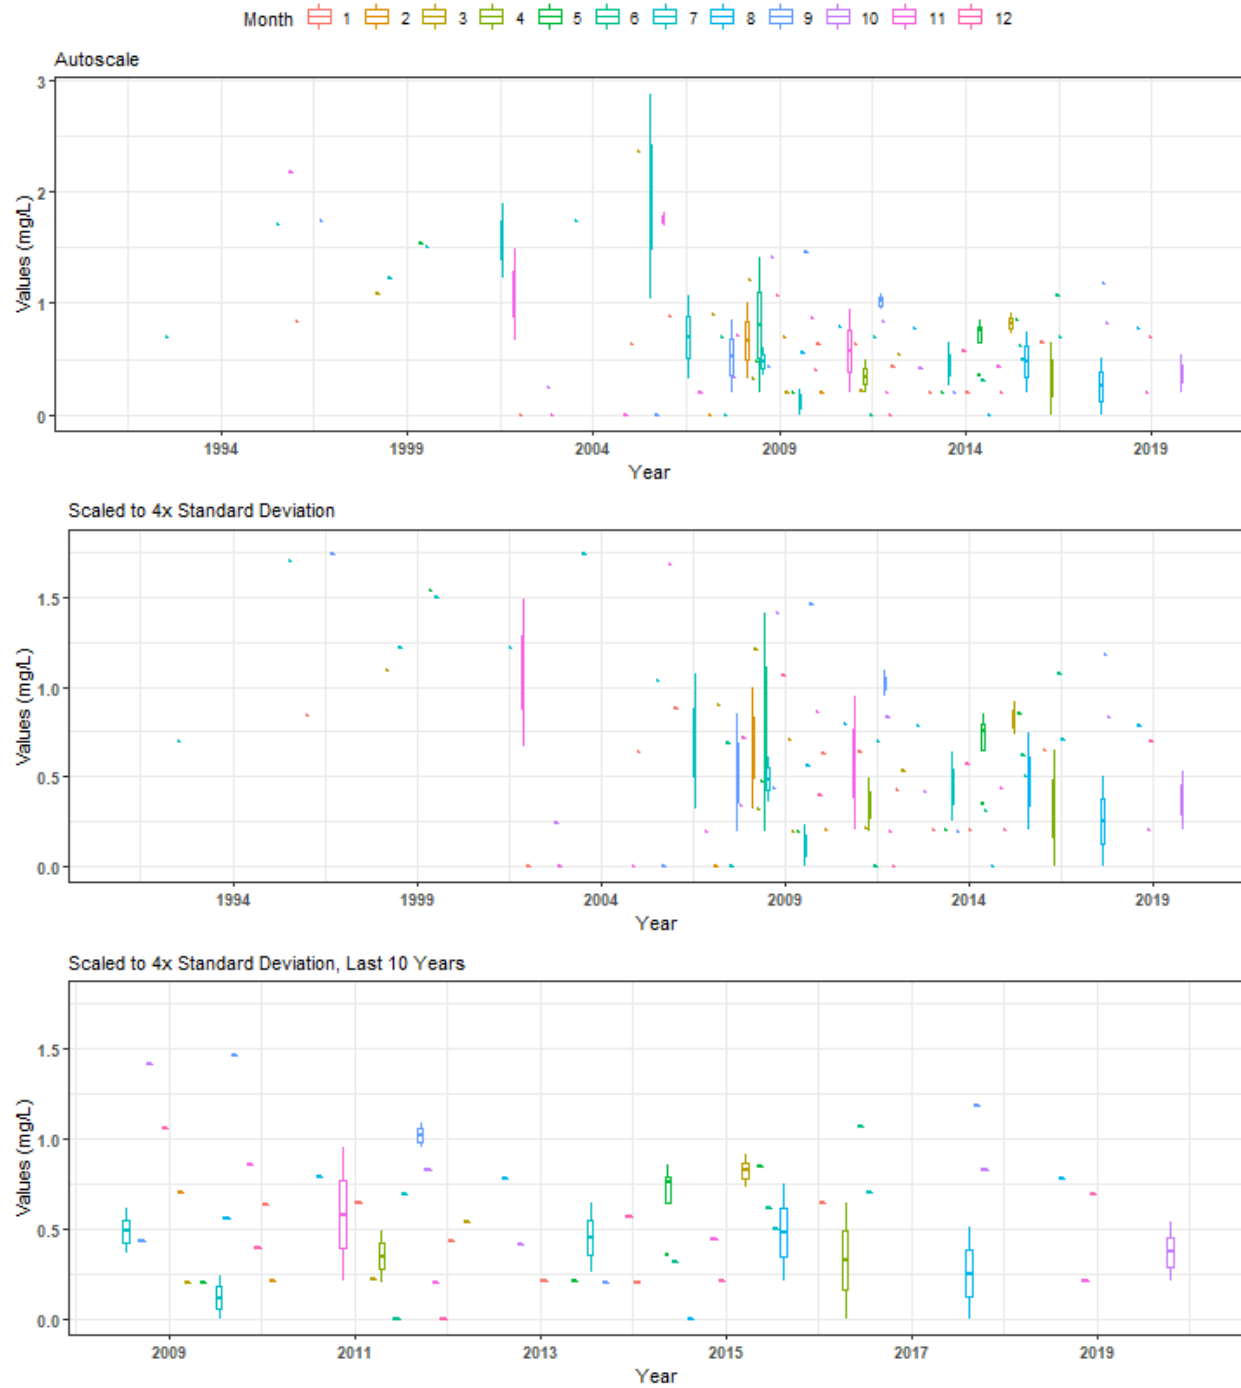 Month 1 2 3 4 5 6 7 8 9 10 11 12
Autoscale
3
2
1
0
Values (mg/L)
1994 1999 2004 2009 2014 2019
Year
Scaled to 4x Standard Deviation
1.5
1.0
0.5
0.0
Values (mg/L)
1994 1999 2004 2009 2014 2019
Year
Scaled to 4x Standard Deviation, Last 10 Years
1.5
1.0
0.5
0.0
Values (mg/L)
2009 2011 2013 2015 2017 2019
Year